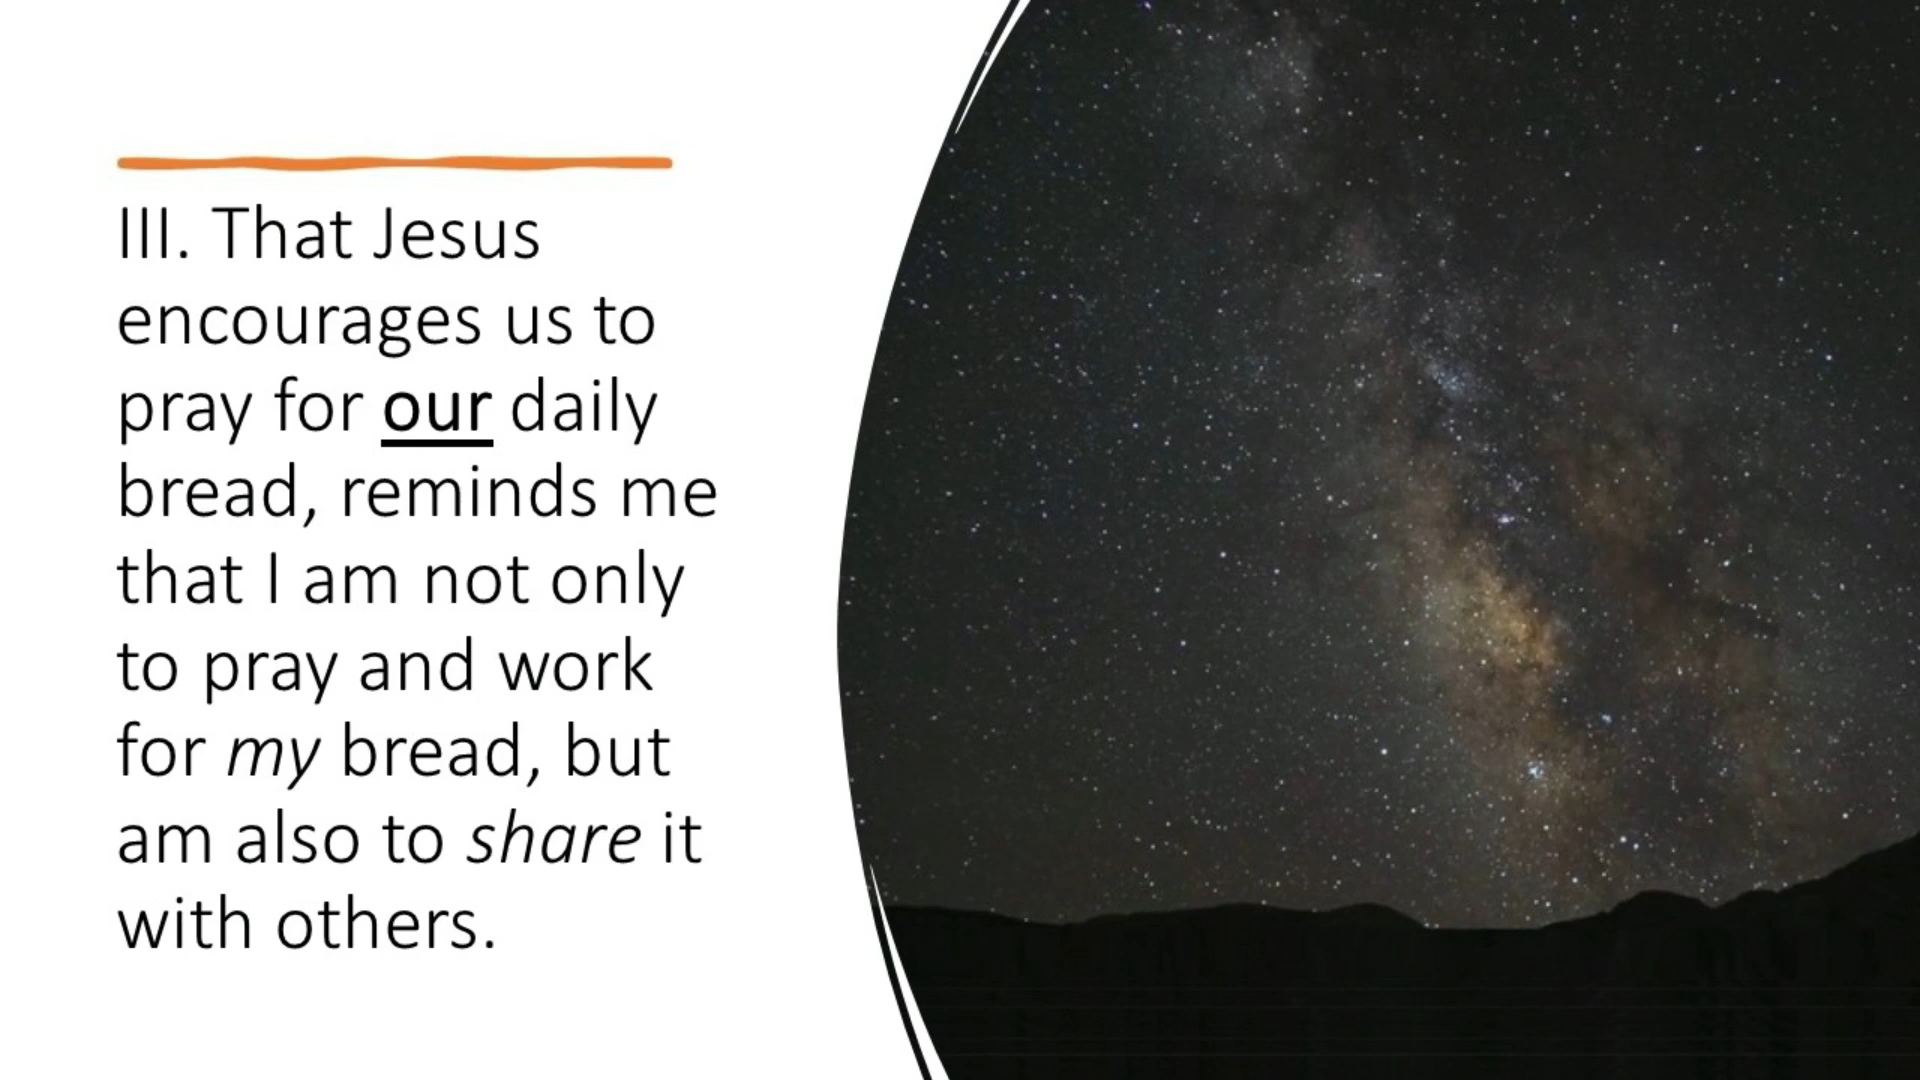 III. That Jesus
encourages us to
pray for our daily
bread, reminds me
that I am not only
to pray and work
for my bread, but
am also to share it
with others.